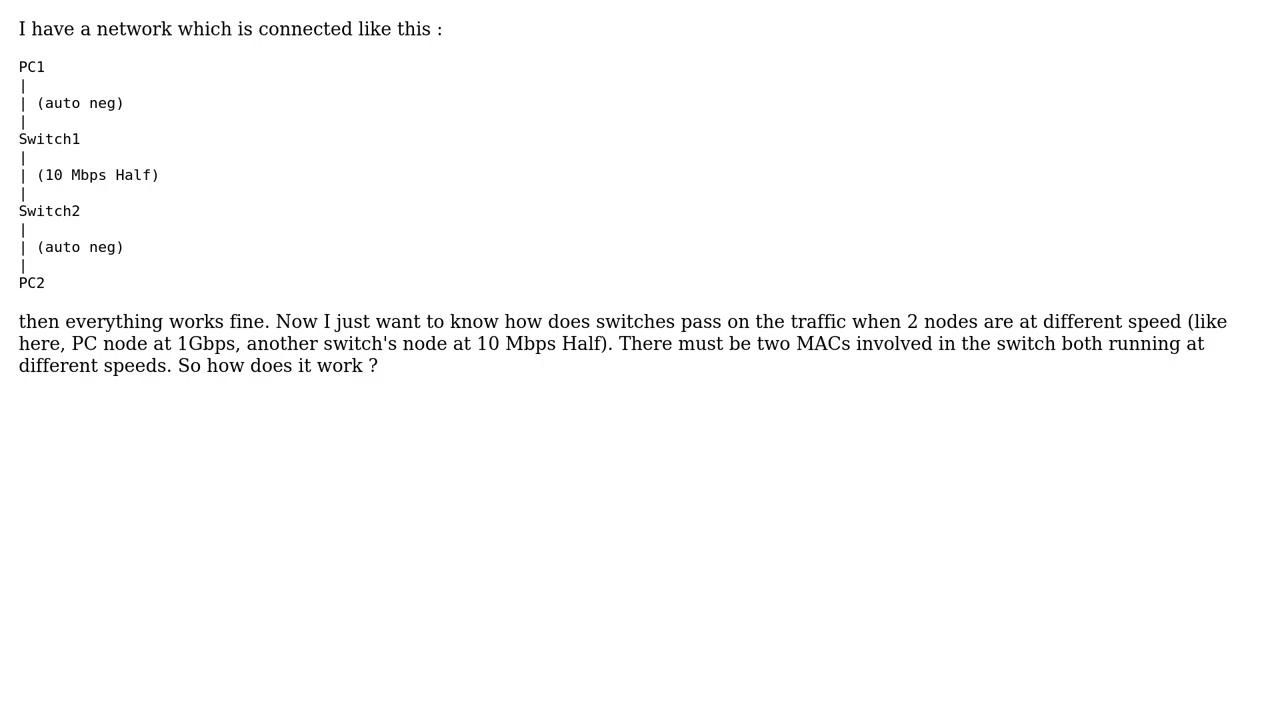 I have a network which is connected like this :
PC1
|
| (auto neg)
|
Switch1
|
| (10 Mbps Half)
|
Switch2
|
| (auto neg)
|
PC2
then everything works fine. Now I just want to know how does switches pass on the traffic when 2 nodes are at different speed (like
here, PC node at 1Gbps, another switch's node at 10 Mbps Half). There must be two MACs involved in the switch both running at
different speeds. So how does it work ?